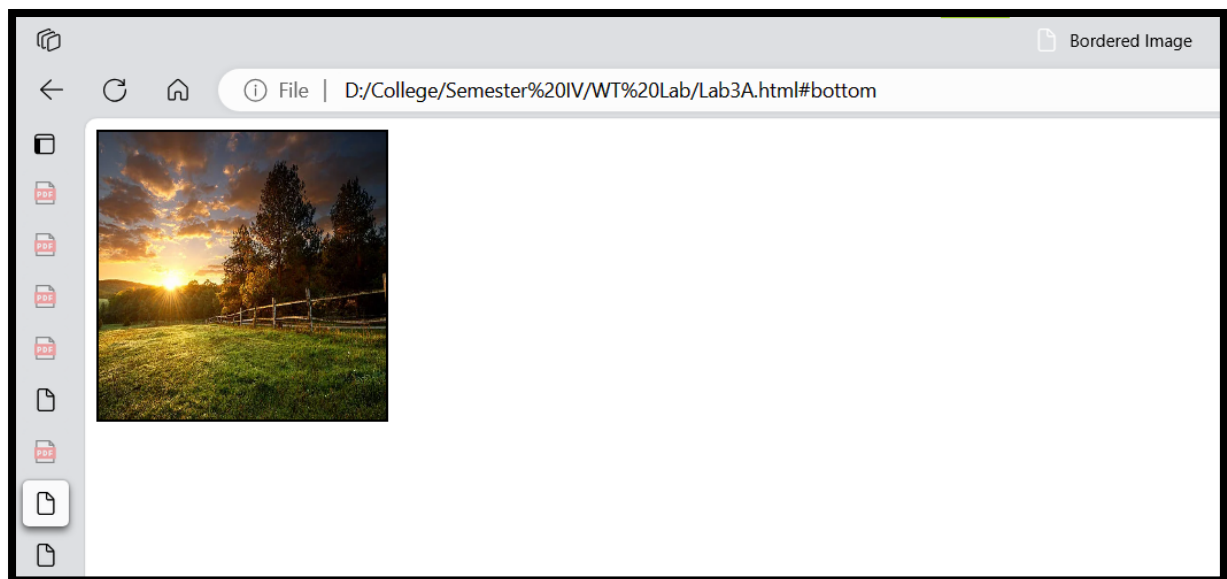 Bordered Image
File | D:/College/Semester%20IV/WT%20Lab/Lab3A.html#bottom
PDF
PDF
PDF
PDF
PDF